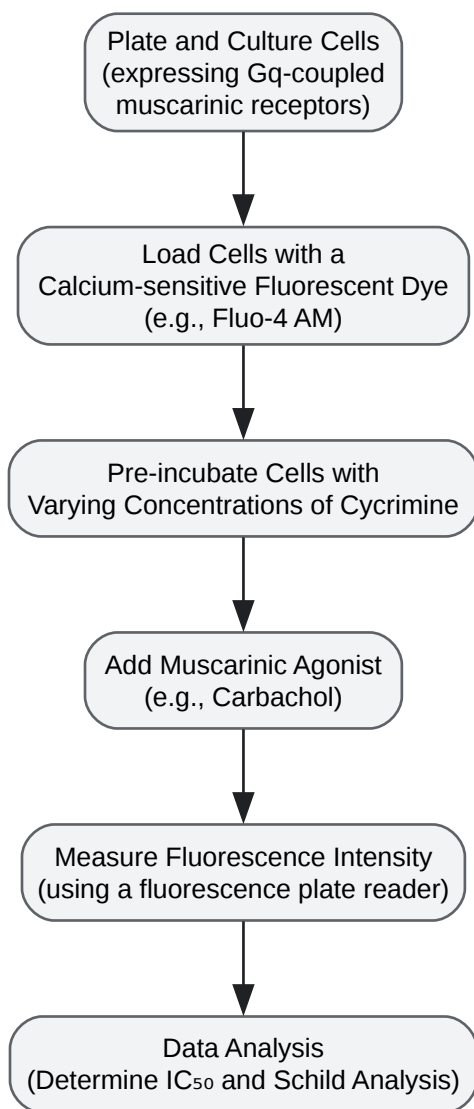 Plate and Culture Cells
(expressing Gq-coupled
muscarinic receptors)
Load Cells with a
Calcium-sensitive Fluorescent Dye
(e.g., Fluo-4 AM)
Pre-incubate Cells with
Varying Concentrations of Cycrimine
Add Muscarinic Agonist
(e.g., Carbachol)
Measure Fluorescence Intensity
(using a fluorescence plate reader)
Data Analysis
(Determine IC₅₀ and Schild Analysis)